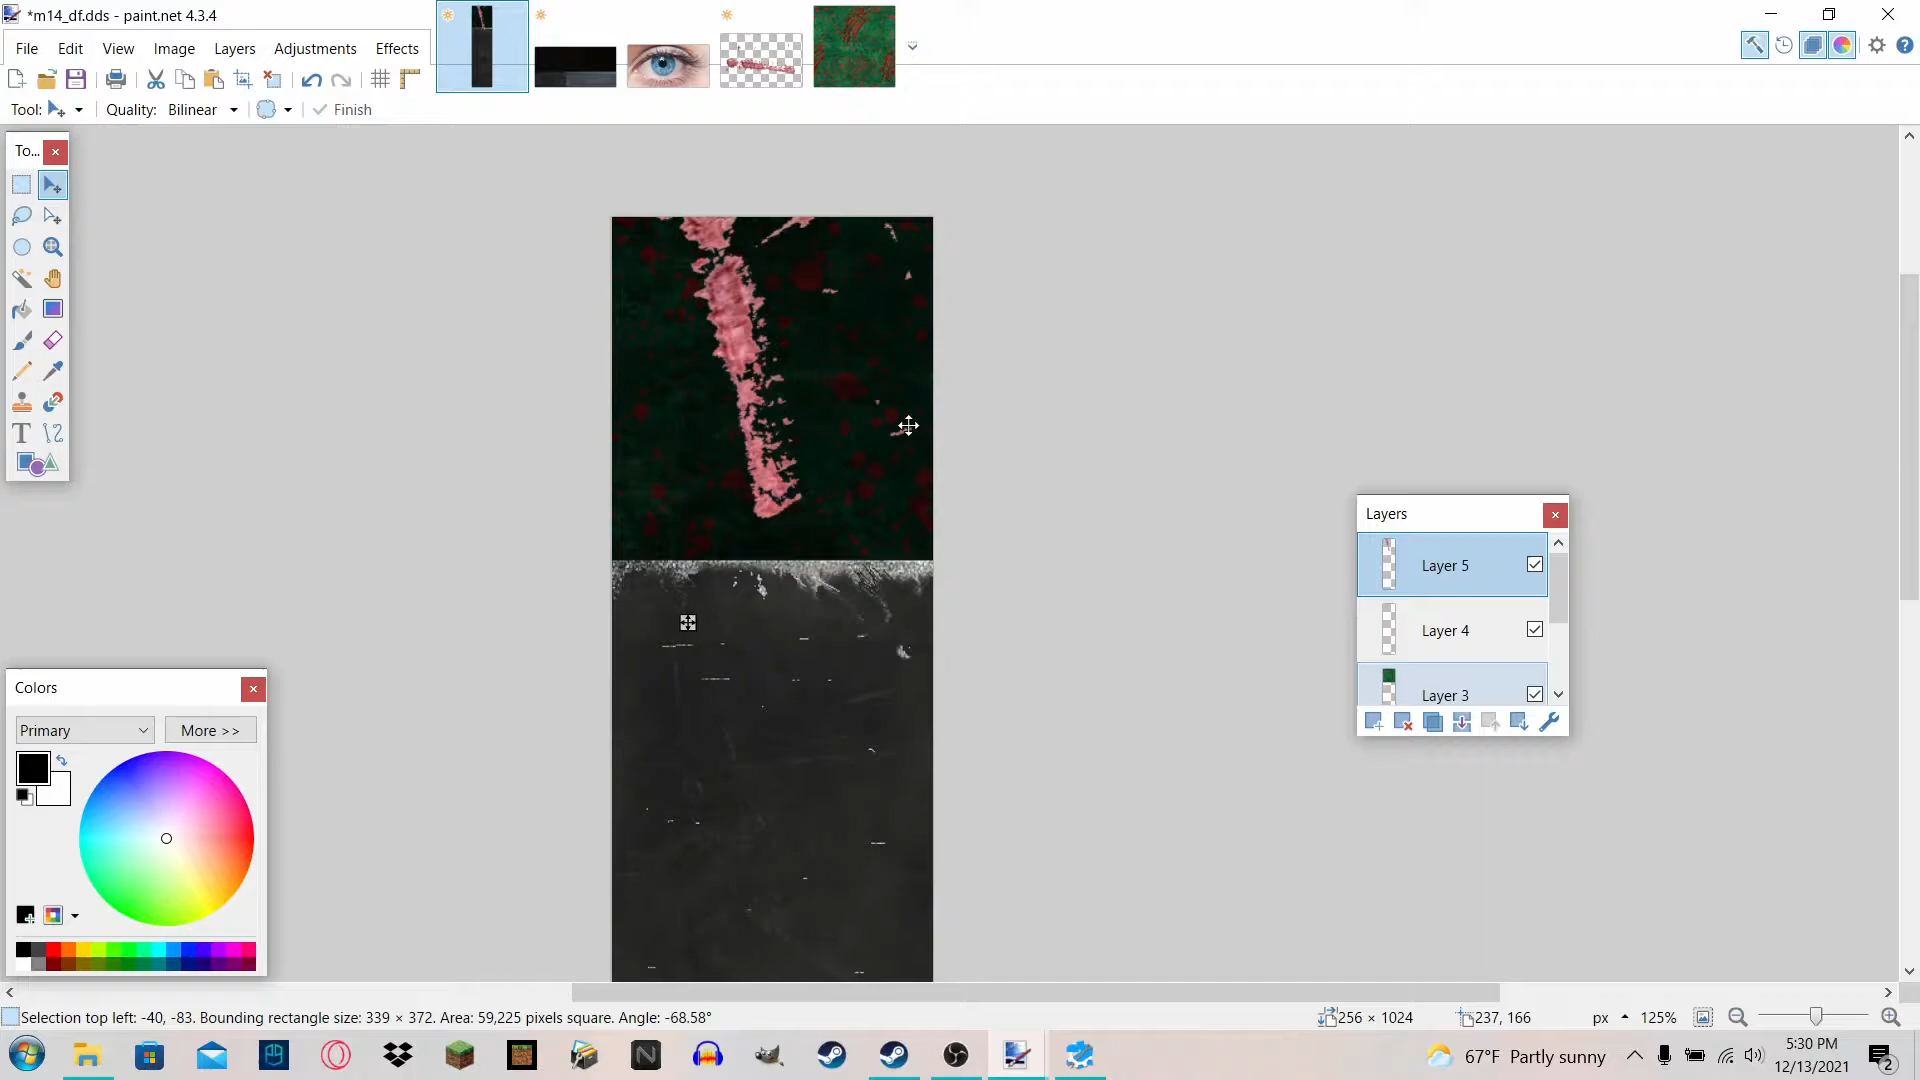 *m14_df.dds - paint.net 4.3.4
File Edit View Image Layers Adjustments Effects
Tool: Quality: Bilinear Finish
To...
Layers
Layer 5
Layer 4
Layer 3
Colors
Primary More >>
Selection top left: -40, -83. Bounding rectangle size: 339 × 372. Area: 59,225 pixels square. Angle: -68.58° 256 × 1024 237, 166 px 125%
67°F Partly sunny 5:30 PM
12/13/2021 2